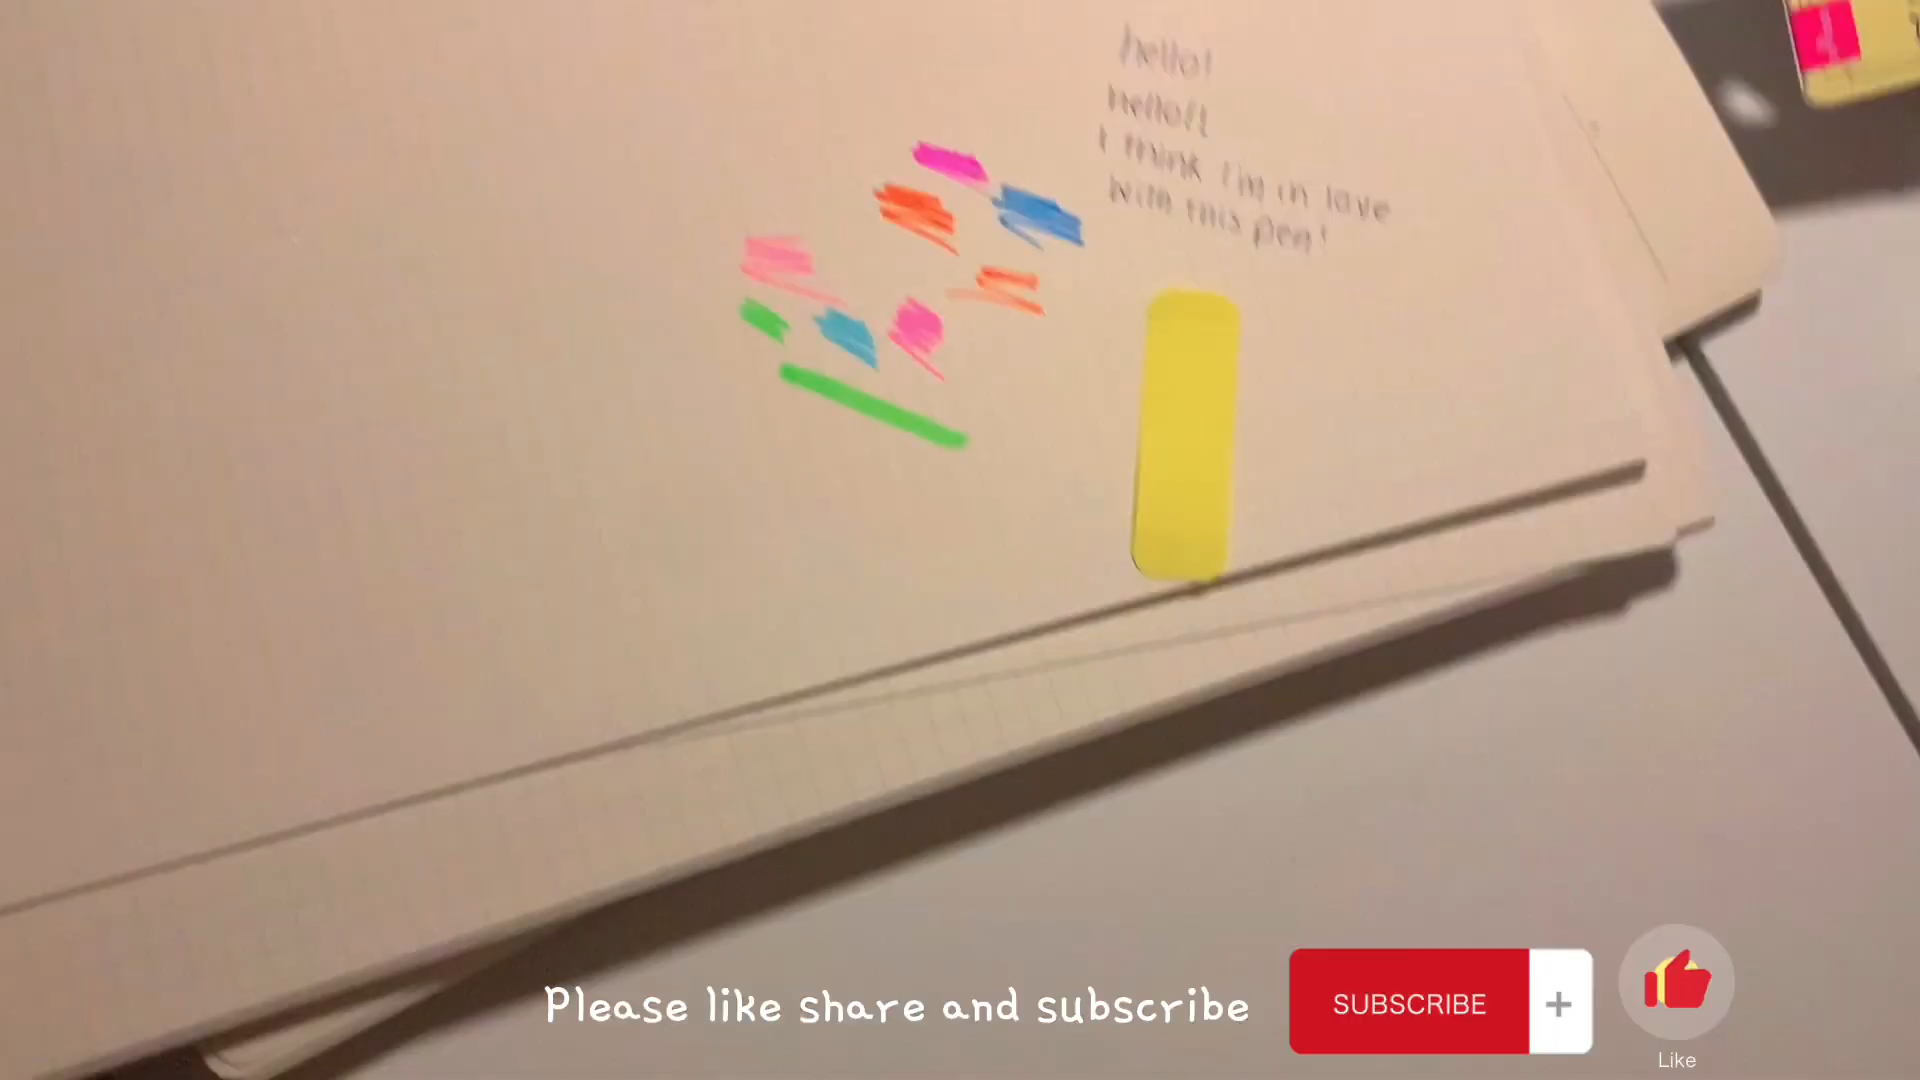 hello!
hello!!
I think I'm in love
with this pen!
Please like share and subscribe
SUBSCRIBE +
Like